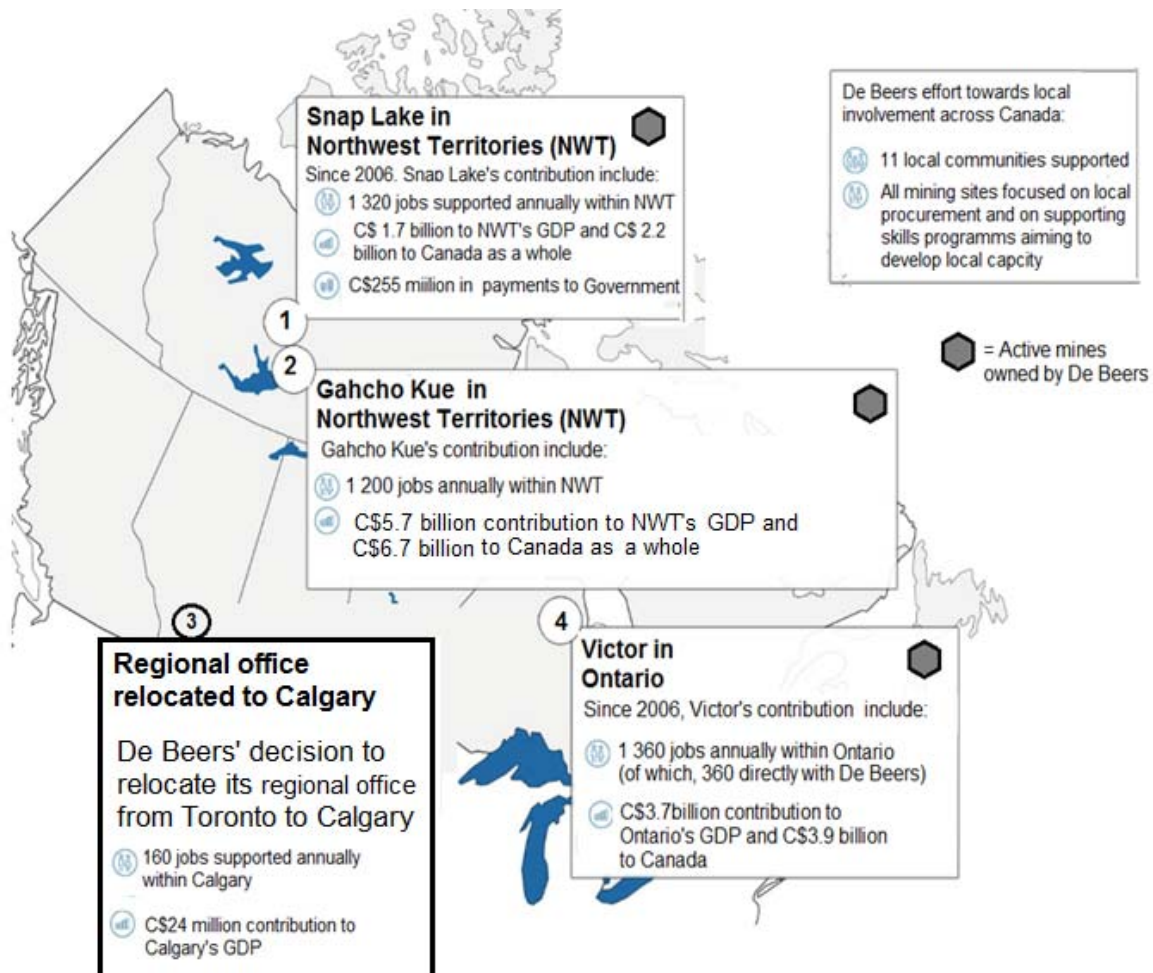 Snap Lake in
Northwest Territories (NWT)
Since 2006. Snap Lake's contribution include:
1 320 jobs supported annually within NWT
C$ 1.7 billion to NWT's GDP and C$ 2.2
billion to Canada as a whole
C$255 miilion in payments to Government
De Beers effort towards local
involvement across Canada:
11 local communities supported
All mining sites focused on local
procurement and on supporting
skills programms aiming to
develop local capcity
1
2
= Active mines
owned by De Beers
Gahcho Kue in
Northwest Territories (NWT)
Gahcho Kue's contribution include:
1 200 jobs annually within NWT
C$5.7 billion contribution to NWT's GDP and
C$6.7 billion to Canada as a whole
3
Regional office
relocated to Calgary
De Beers' decision to
relocate its regional office
from Toronto to Calgary
160 jobs supported annually
within Calgary
C$24 million contribution to
Calgary's GDP
4
Victor in
Ontario
Since 2006, Victor's contribution include:
1 360 jobs annually within Ontario
(of which, 360 directly with De Beers)
C$3.7billion contribution to
Ontario's GDP and C$3.9 billion
to Canada